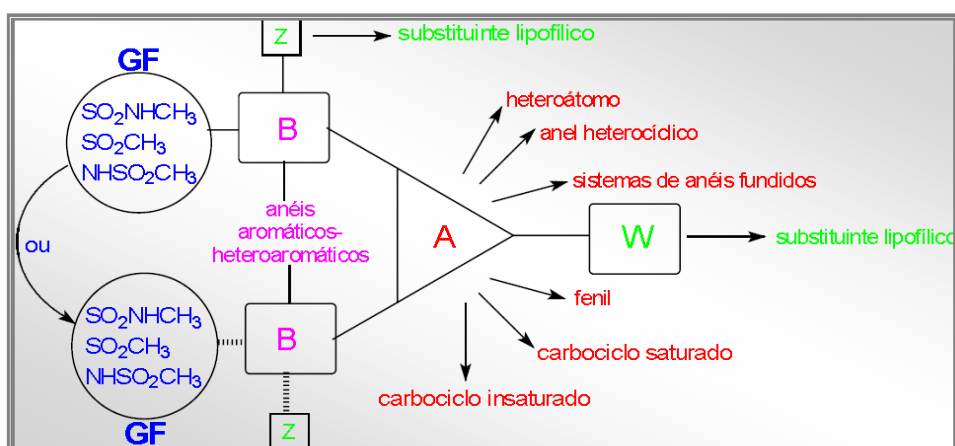 Z
substituinte lipofílico
GF
SO2NHCH3
SO2CH3
NHSO2CH3
B
heteroátomo
anel heterocídico
sistemas de anéis fundidos
anéis
aromáticos-
heteroaromáticos
A
W
substituinte lipofílico
ou
fenil
SO2NHCH3
SO2CH3
NHSO2CH3
B
carbociclo saturado
carbociclo insaturado
GF
Z